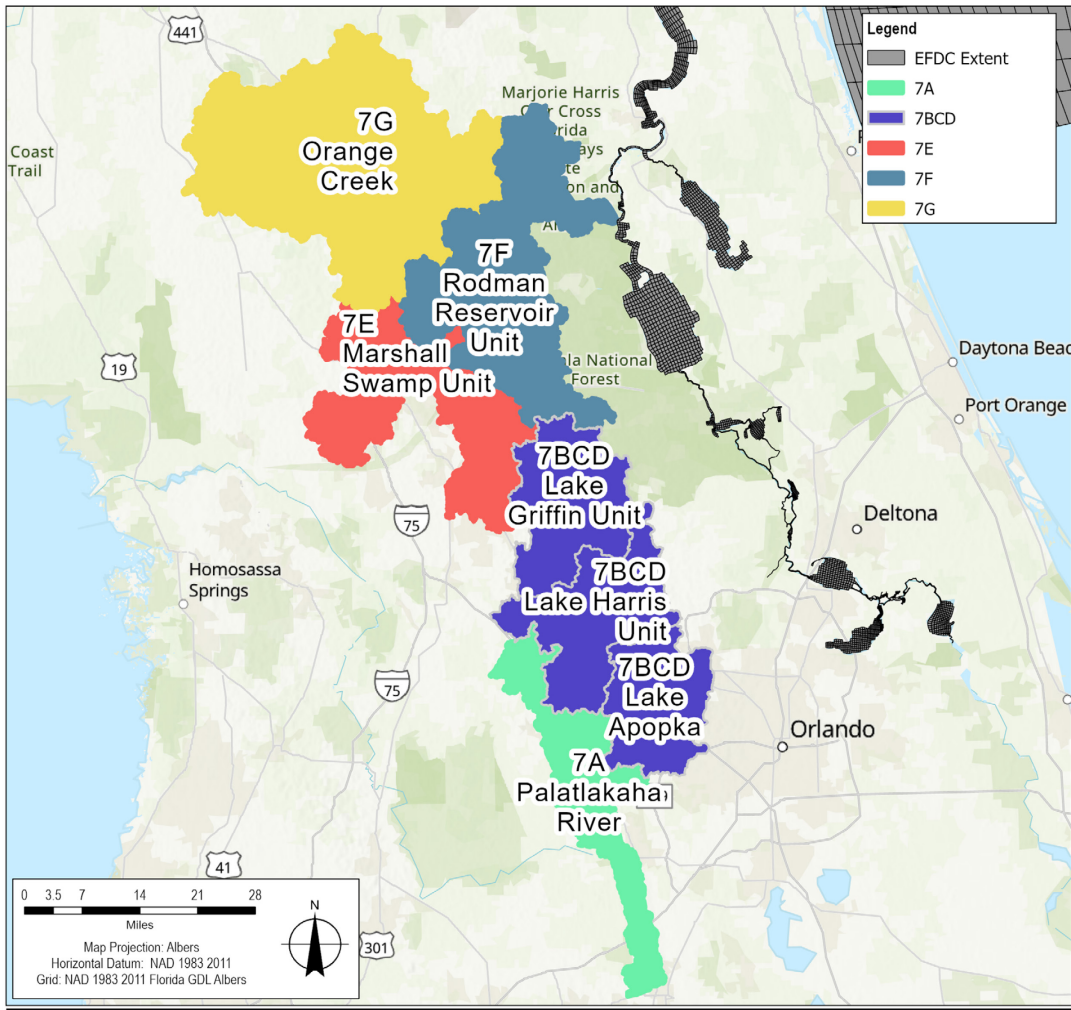 441
Coast
Trail
Marjorie Harris
Cross
Legend
EFDC Extent
7A
7BCD
7E
7F
7G
7G
Orange
Creek
7F
Rodman
Reservoir
Unit
7E
Marshall
Swamp Unit
19
la National
Forest
Daytona Beac
Port Orange
7BCD
Lake
Griffin Unit
75
Deltona
Homosassa
Springs
7BCD
Lake Harris
Unit
7BCD
Lake
Apopka
75
Orlando
7A
Palatlakaha
River
41
301
0 3.5 7 14 21 28
Miles
Map Projection: Albers
Horizontal Datum: NAD 1983 2011
Grid: NAD 1983 2011 Florida GDL Albers
N